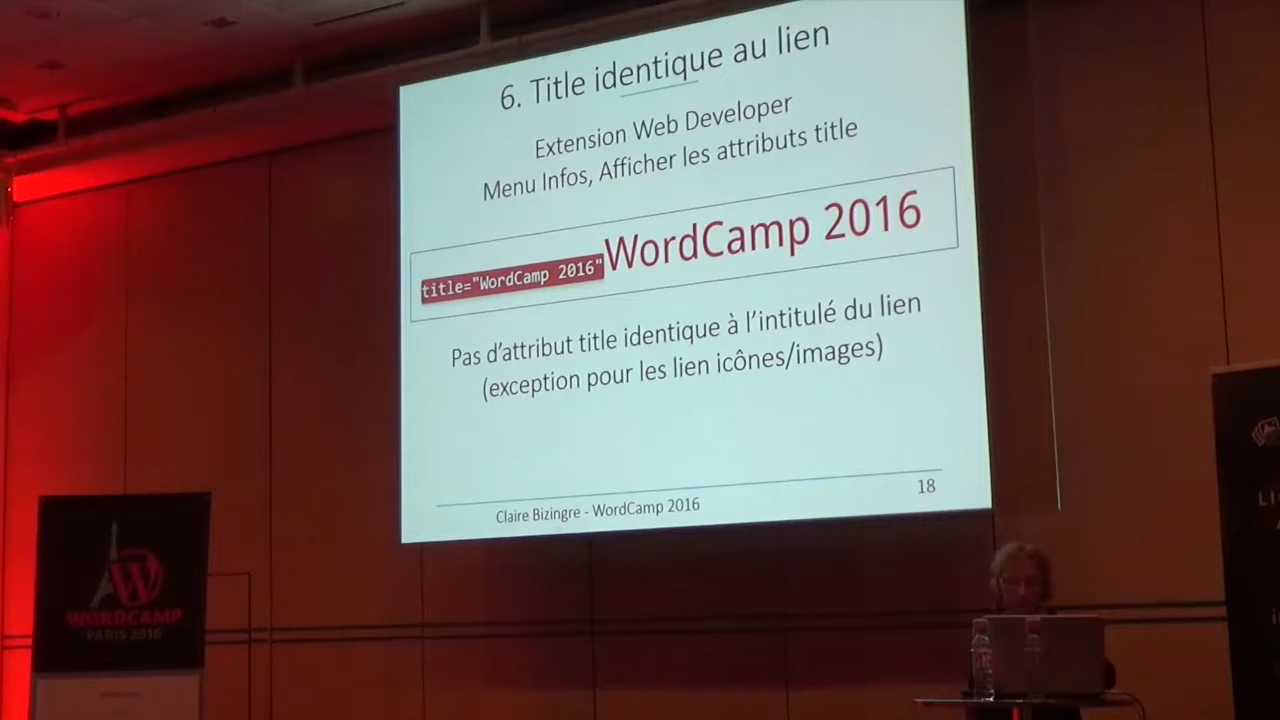 6. Title identique au lien
Extension Web Developer
Menu Infos, Afficher les attributs title
title="WordCamp 2016"WordCamp 2016
Pas d'attribut title identique à l'intitulé du lien
(exception pour les lien icônes/images)
Claire Bizingre - WordCamp 2016
18
WORDCAMP
PARIS 2016